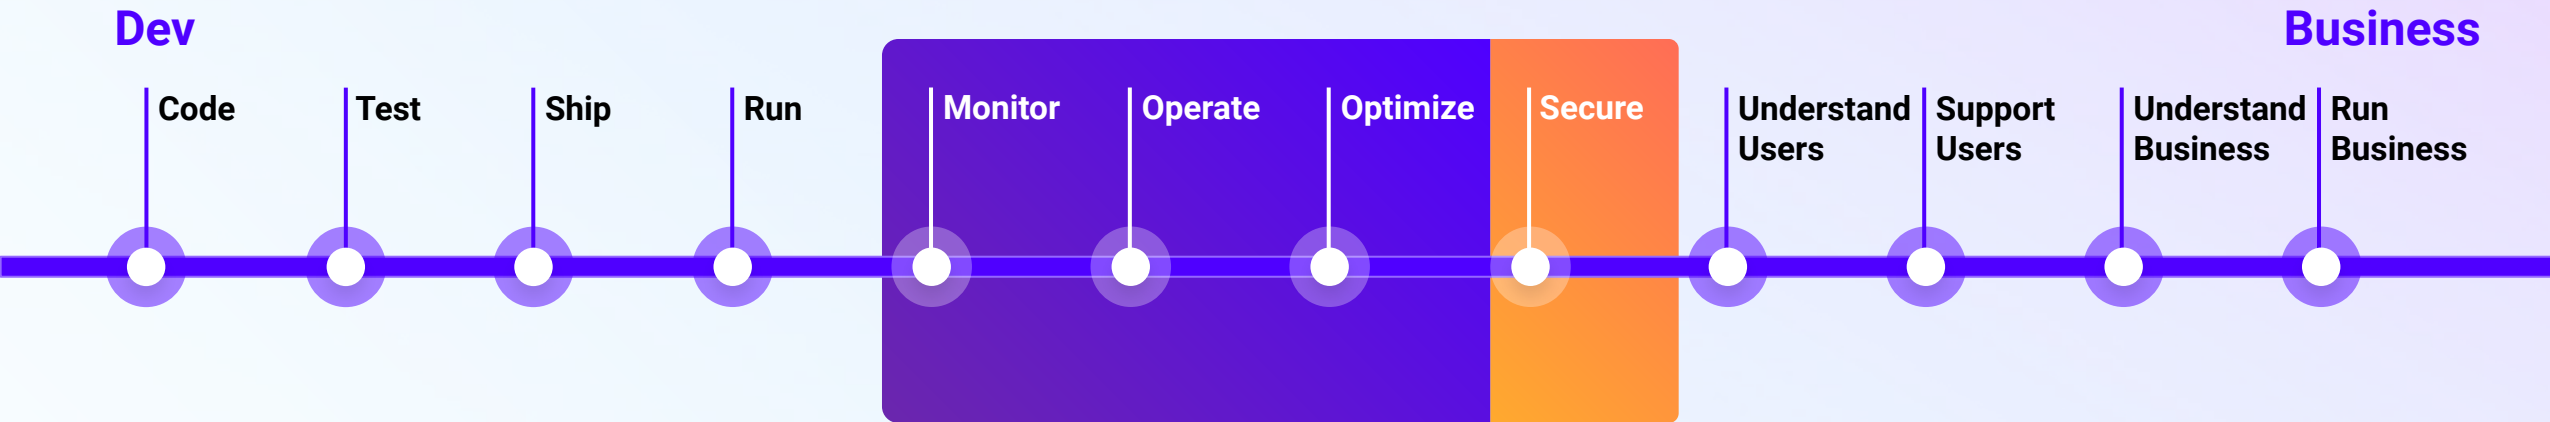 Dev
Business
Code
Test
Ship
Run
Monitor
Operate
Optimize
Secure
Understand
Users
Support
Users
Understand
Business
Run
Business